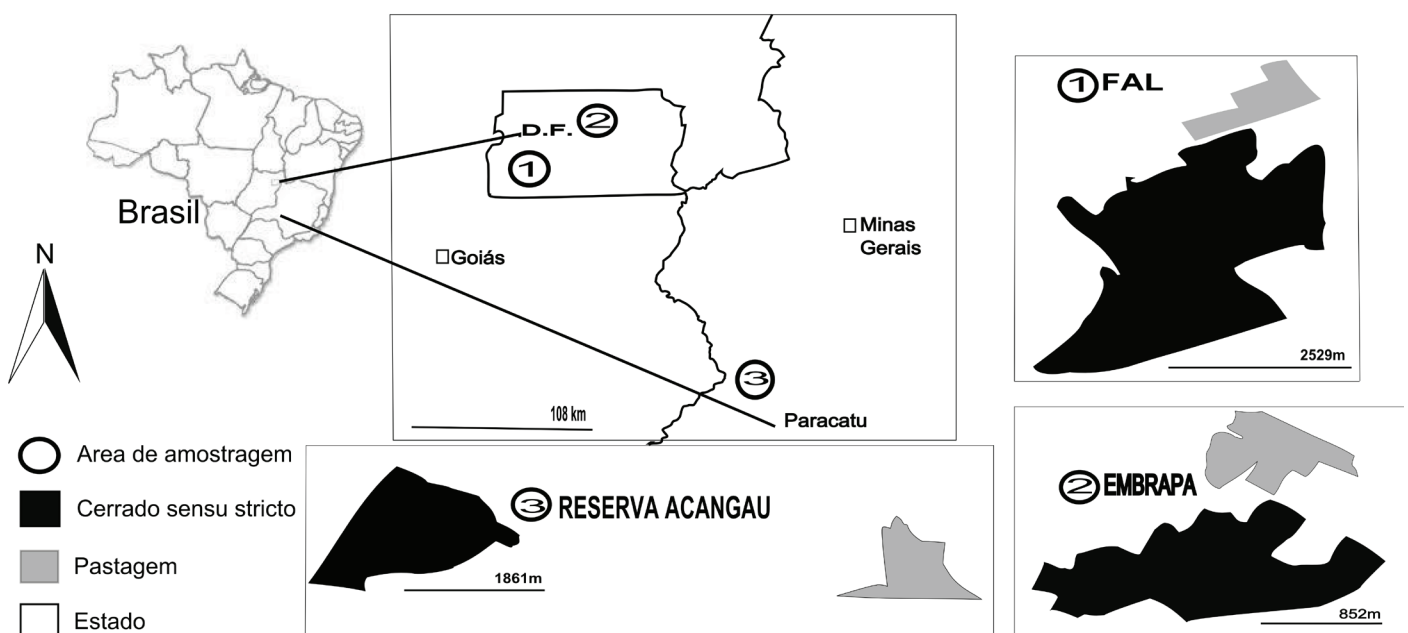 Brasil
N
D.F.
2
1
Goiás
Minas
Gerais
3
Paracatu
108 km
1 FAL
2529m
2 EMBRAPA
852m
3 RESERVA ACANGAU
1861m
Area de amostragem
Cerrado sensu stricto
Pastagem
Estado